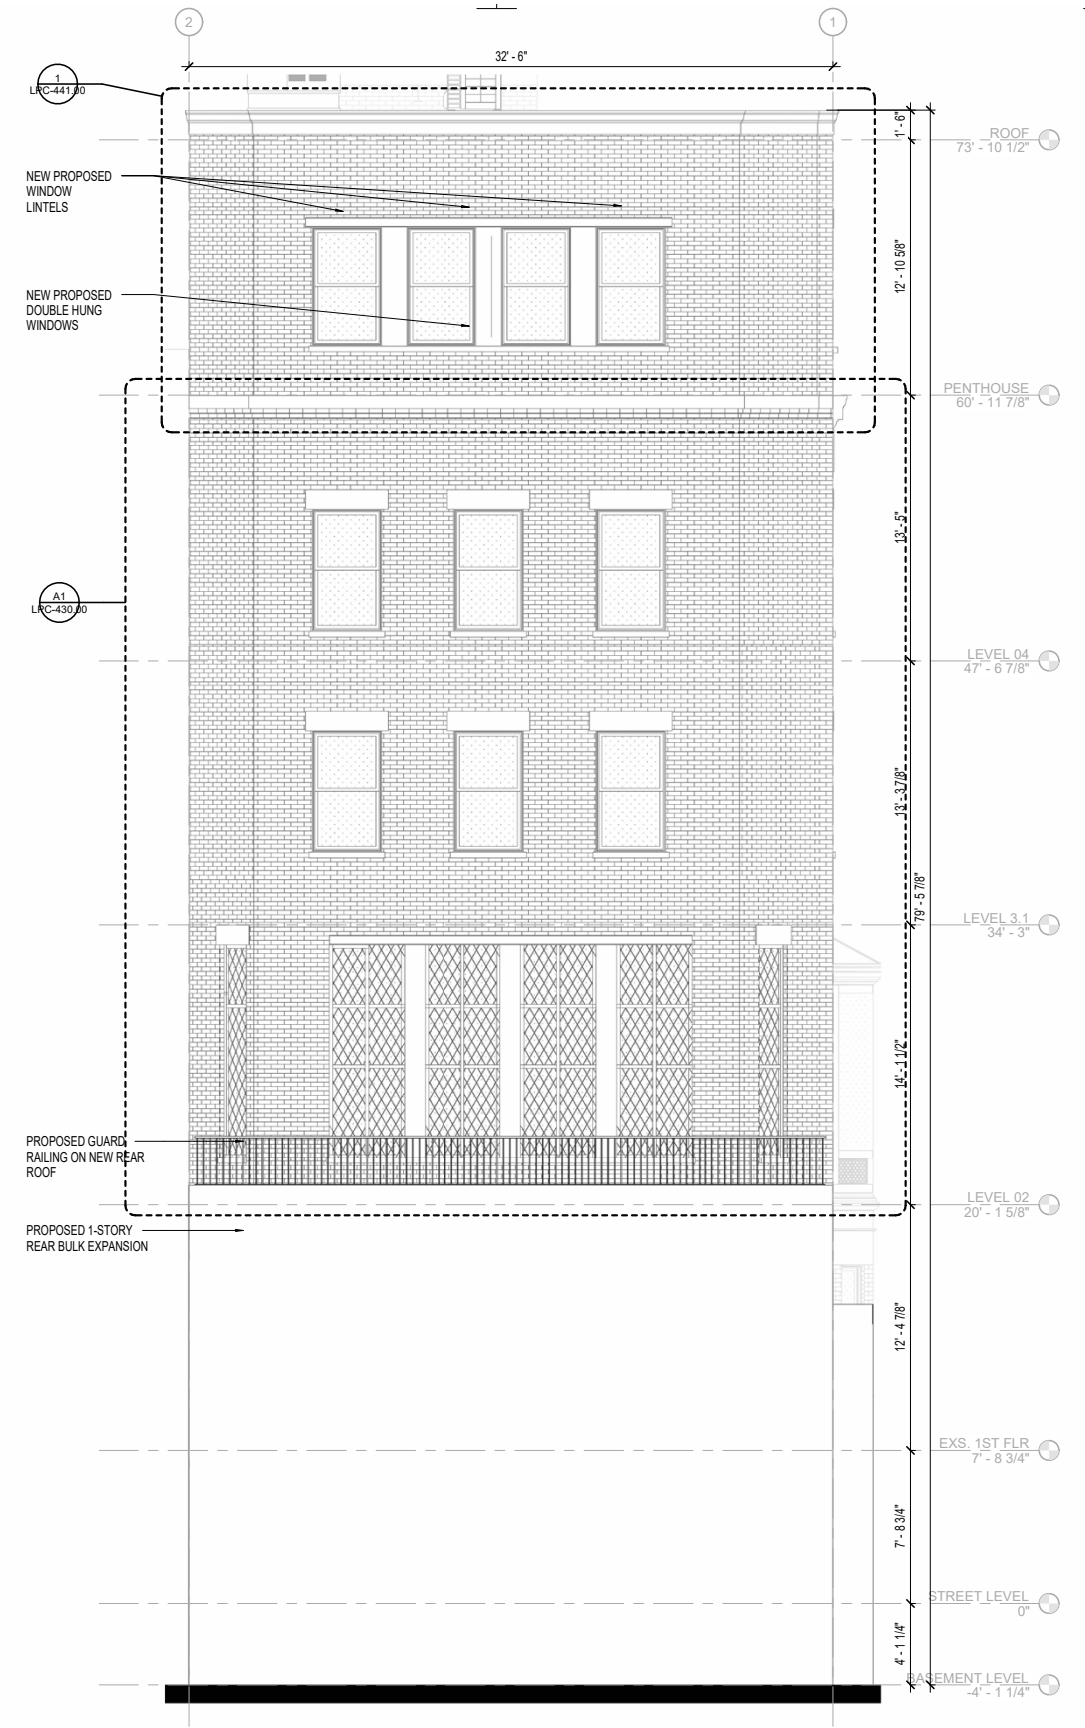 2
1
32' - 6"
1
LPC-441.00
1' - 6"
ROOF
73' - 10 1/2"
NEW PROPOSED
WINDOW
LINTELS
12' - 10 5/8"
NEW PROPOSED
DOUBLE HUNG
WINDOWS
PENTHOUSE
60' - 11 7/8"
13' - 5"
A1
LPC-430.00
LEVEL 04
47' - 6 7/8"
13' - 3 7/8"
79' - 5 7/8"
LEVEL 3.1
34' - 3"
14' - 1 1/2"
PROPOSED GUARD
RAILING ON NEW REAR
ROOF
LEVEL 02
20' - 1 5/8"
PROPOSED 1-STORY
REAR BULK EXPANSION
12' - 4 7/8"
EXS. 1ST FLR
7' - 8 3/4"
7' - 8 3/4"
STREET LEVEL
0"
4' - 1 1/4"
BASEMENT LEVEL
-4' - 1 1/4"